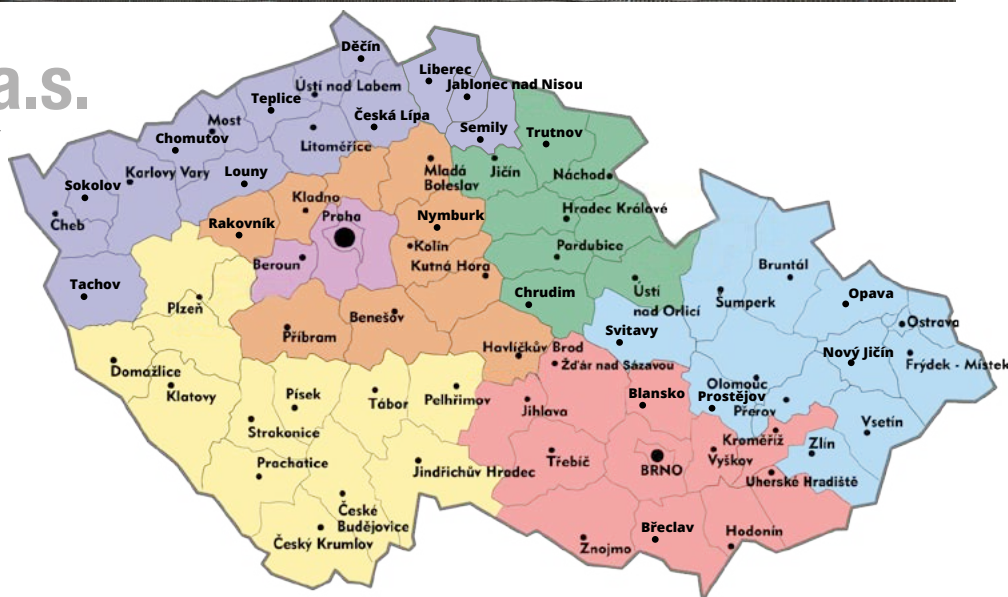 a.s.
Děčín
Liberec
Ústí nad Labem
Jablonec nad Nisou
Teplice
Most
Česká Lípa
Chomutov
Litoměřice
Semily
Trutnov
Karlovy Vary
Louny
Mladá
Boleslav
Jičín
Náchod
Sokolov
Kladno
Cheb
Rakovník
Praha
Nymburk
Hradec Králové
Kolín
Pardubice
Beroun
Kutná Hora
Tachov
Plzeň
Chrudim
Ústí
nad Orlicí
Šumperk
Bruntál
Opava
Ostrava
Příbram
Benešov
Havlíčkův Brod
Svitavy
Nový Jičín
Frýdek - Místek
Žďár nad Sázavou
Domažlice
Klatovy
Písek
Tábor
Pelhřimov
Jihlava
Blansko
Olomouc
Prostějov
Přerov
Vsetín
Strakonice
Kroměříž
Zlín
Prachatice
Jindřichův Hradec
Třebíč
BRNO
Vyškov
Uherské Hradiště
České
Budějovice
Český Krumlov
Znojmo
Břeclav
Hodonín